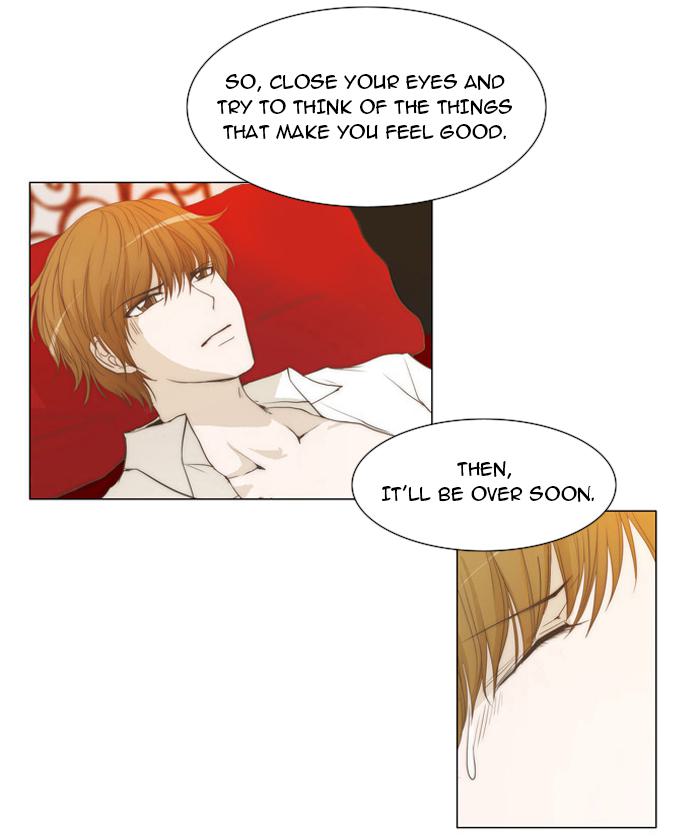 SO, CLOSE YOUR EYES AND
TRY TO THINK OF THE THINGS
THAT MAKE YOU FEEL GOOD.
THEN,
IT'LL BE OVER SOON.